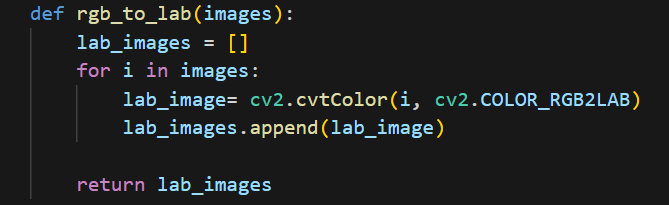 def rgb_to_lab(images):
    lab_images = []
    for i in images:
        lab_image= cv2.cvtColor(i, cv2.COLOR_RGB2LAB)
        lab_images.append(lab_image)

    return lab_images